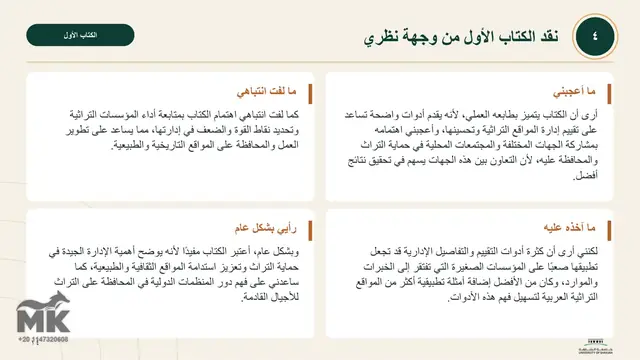 ٤
نقد الكتاب الأول من وجهة نظري
الكتاب الأول
ما أعجبني
أرى أن الكتاب يتميز بطابعه العملي، لأنه يقدم أدوات واضحة تساعد
على تقييم إدارة المواقع التراثية وتحسينها، وأعجبني اهتمامه
بمشاركة الجهات المختلفة والمجتمعات المحلية في حماية التراث
والمحافظة عليه، لأن التعاون بين هذه الجهات يسهم في تحقيق نتائج
أفضل.
ما لفت انتباهي
كما لفت انتباهي اهتمام الكتاب بمتابعة أداء المؤسسات التراثية
وتحديد نقاط القوة والضعف في إدارتها، مما يساعد على تطوير
العمل والمحافظة على المواقع التاريخية والطبيعية.
ما آخذه عليه
لكنني أرى أن كثرة أدوات التقييم والتفاصيل الإدارية قد تجعل
تطبيقها صعبًا على المؤسسات الصغيرة التي تفتقر إلى الخبرات
والموارد، وكان من الأفضل إضافة أمثلة تطبيقية أكثر من المواقع
التراثية العربية لتسهيل فهم هذه الأدوات.
رأيي بشكل عام
وبشكل عام، أعتبر الكتاب مفيدًا لأنه يوضح أهمية الإدارة الجيدة في
حماية التراث وتعزيز استدامة المواقع الثقافية والطبيعية، كما
ساعدني على فهم دور المنظمات الدولية في المحافظة على التراث
للأجيال القادمة.
MK
+20 1147320606